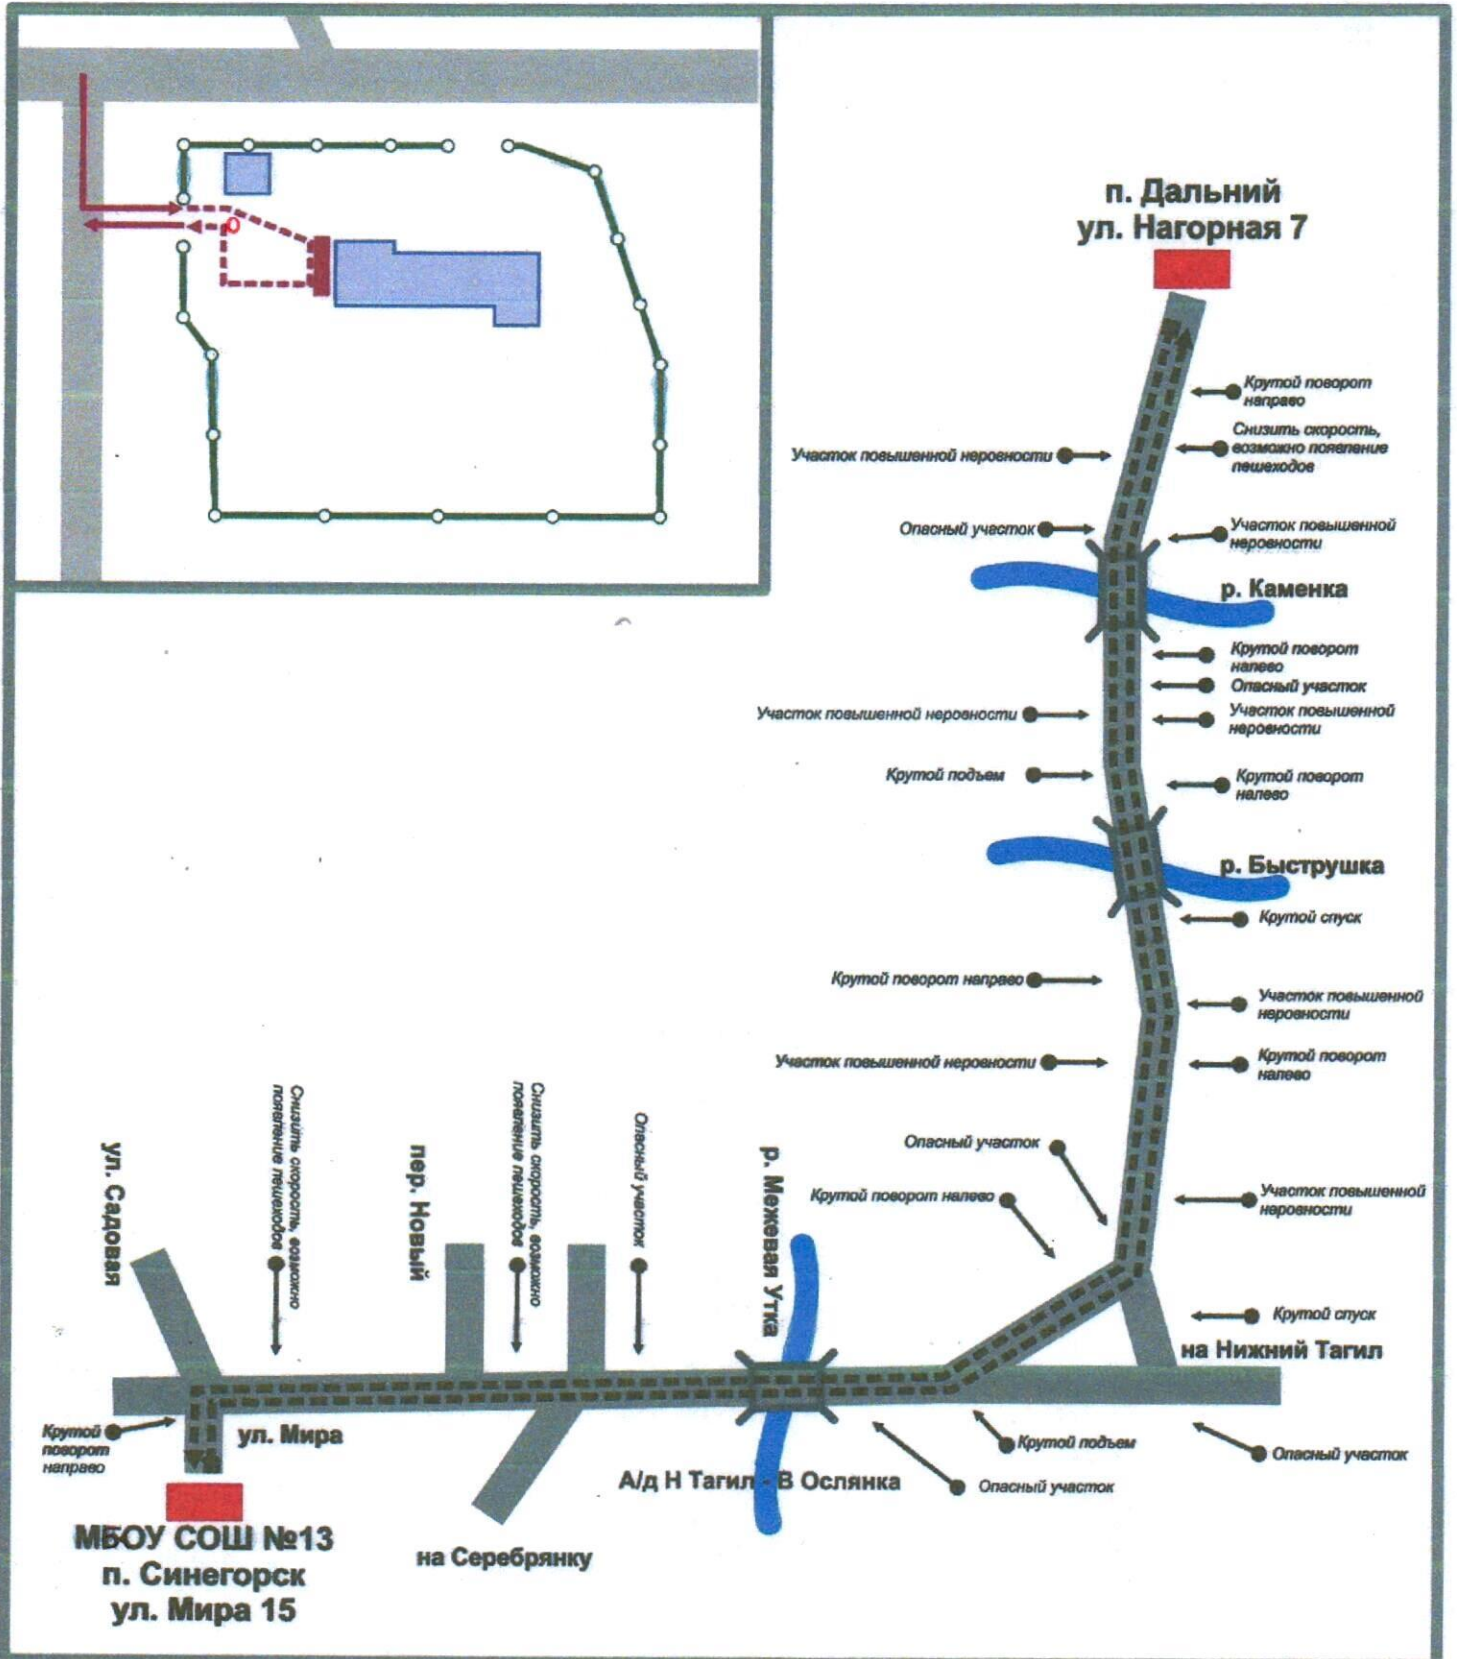 п. Дальний
ул. Нагорная 7
Крутой поворот
направо
Снизить скорость,
возможно появление
пешеходов
Участок повышенной неровности
Опасный участок
Участок повышенной
неровности
р. Каменка
Крутой поворот
налево
Опасный участок
Участок повышенной неровности
Участок повышенной
неровности
Крутой подъем
Крутой поворот
налево
р. Быструшка
Крутой спуск
Крутой поворот направо
Участок повышенной
неровности
Участок повышенной неровности
Крутой поворот
налево
Опасный участок
Крутой поворот налево
Участок повышенной
неровности
Крутой спуск
на Нижний Тагил
ул. Садовая
Снизить скорость, возможно
появление пешеходов
пер. Новый
Снизить скорость, возможно
появление пешеходов
Опасный участок
р. Межевая Утка
Крутой
поворот
направо
ул. Мира
Крутой подъем
Опасный участок
А/д Н Тагил - В Ослянка
Опасный участок
МБОУ СОШ №13
п. Синегорск
ул. Мира 15
на Серебрянку